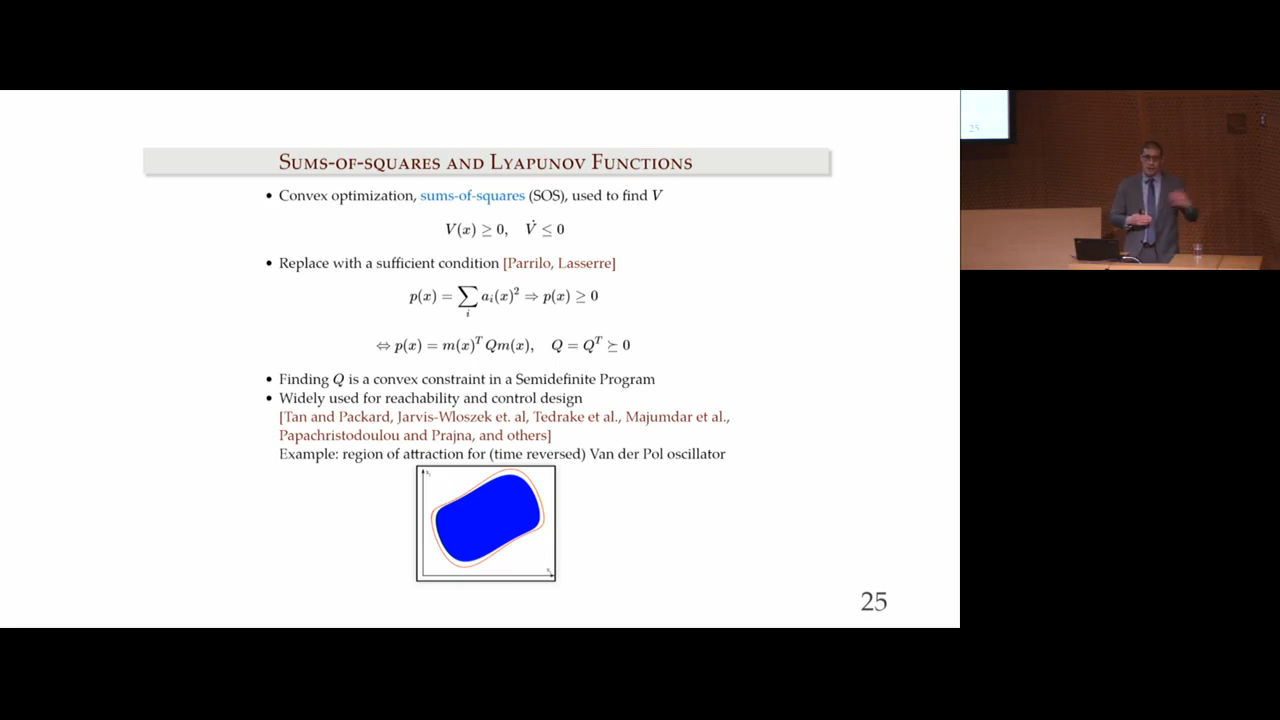 SUMS-OF-SQUARES AND LYAPUNOV FUNCTIONS
• Convex optimization, sums-of-squares (SOS), used to find V
V(x) ≥ 0, V̇ ≤ 0
• Replace with a sufficient condition [Parrilo, Lasserre]
p(x) = ∑_i a_i(x)² ⇒ p(x) ≥ 0
⇔ p(x) = m(x)^T Qm(x), Q = Q^T ⪰ 0
• Finding Q is a convex constraint in a Semidefinite Program
• Widely used for reachability and control design
[Tan and Packard, Jarvis-Wloszek et. al, Tedrake et al., Majumdar et al.,
Papachristodoulou and Prajna, and others]
Example: region of attraction for (time reversed) Van der Pol oscillator
25
25